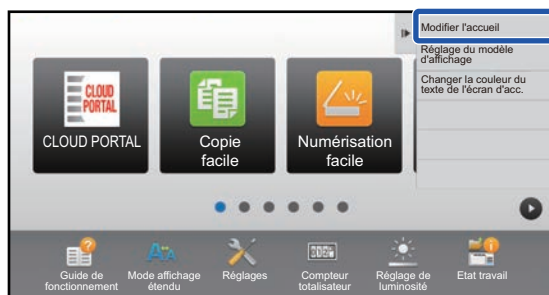 Modifier l'accueil
Réglage du modèle
d'affichage
Changer la couleur du
texte de l'écran d'acc.
CLOUD
PORTAL
CLOUD PORTAL
Copie
facile
Numérisation
facile
Guide de
fonctionnement
Mode affichage
étendu
Réglages
Compteur
totalisateur
Réglage de
luminosité
Etat travail